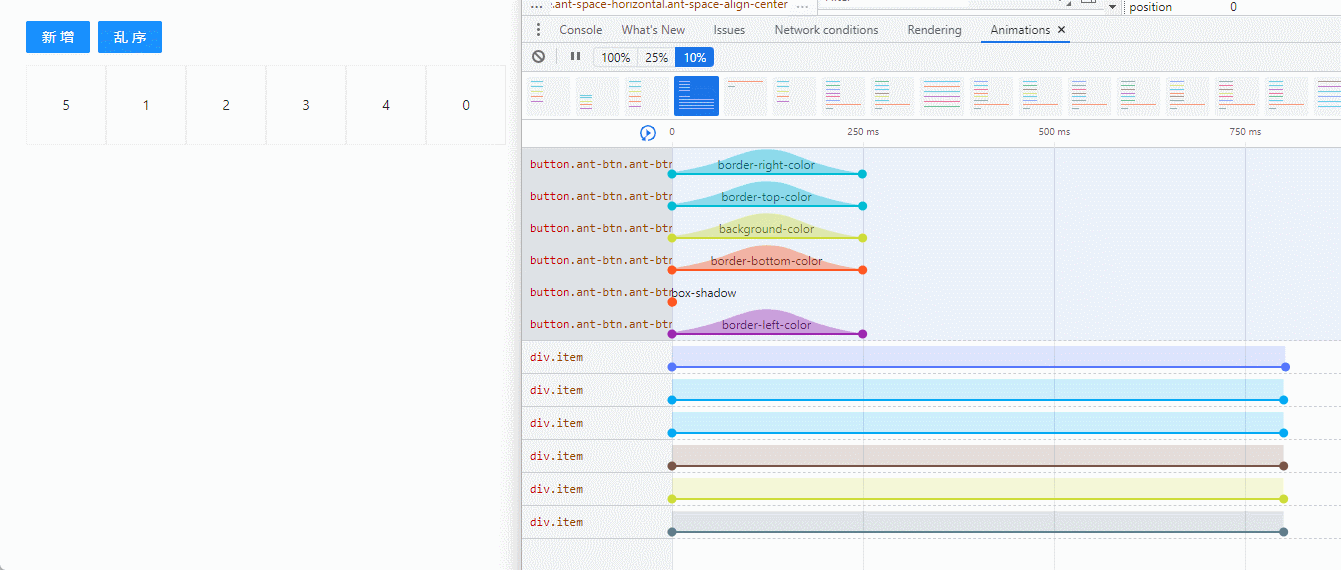 ….ant-space-horizontal.ant-space-align-center …
position 0
新增 乱序
Console What's New Issues Network conditions Rendering Animations ×
100% 25% 10%
5 1 2 3 4 0
0 250 ms 500 ms 750 ms
button.ant-btn.ant-btn border-right-color
button.ant-btn.ant-btn border-top-color
button.ant-btn.ant-btn background-color
button.ant-btn.ant-btn border-bottom-color
button.ant-btn.ant-btn box-shadow
button.ant-btn.ant-btn border-left-color
div.item
div.item
div.item
div.item
div.item
div.item